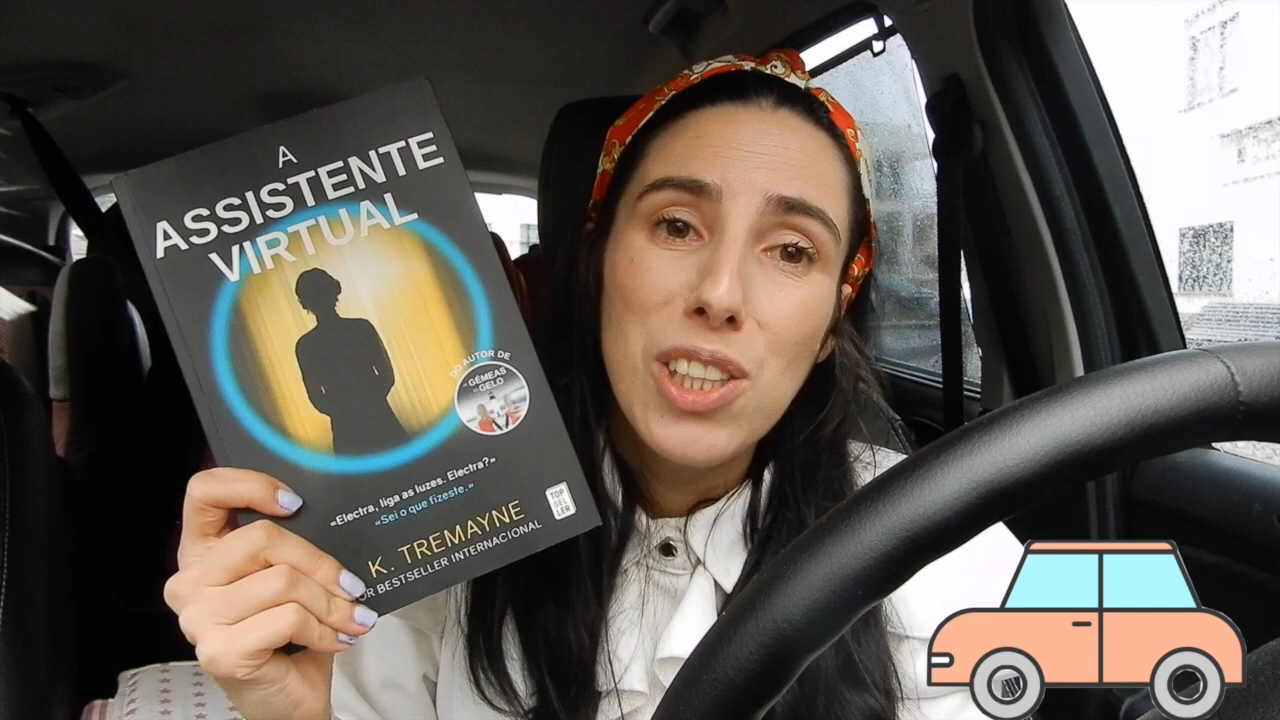 A
ASSISTENTE
VIRTUAL
DO AUTOR DE
GÉMEAS
GELO
«Electra, liga as luzes. Electra?»
«Sei o que fizeste.»
K. TREMAYNE
OR BESTSELLER INTERNACIONAL
TOP
SEL
LER